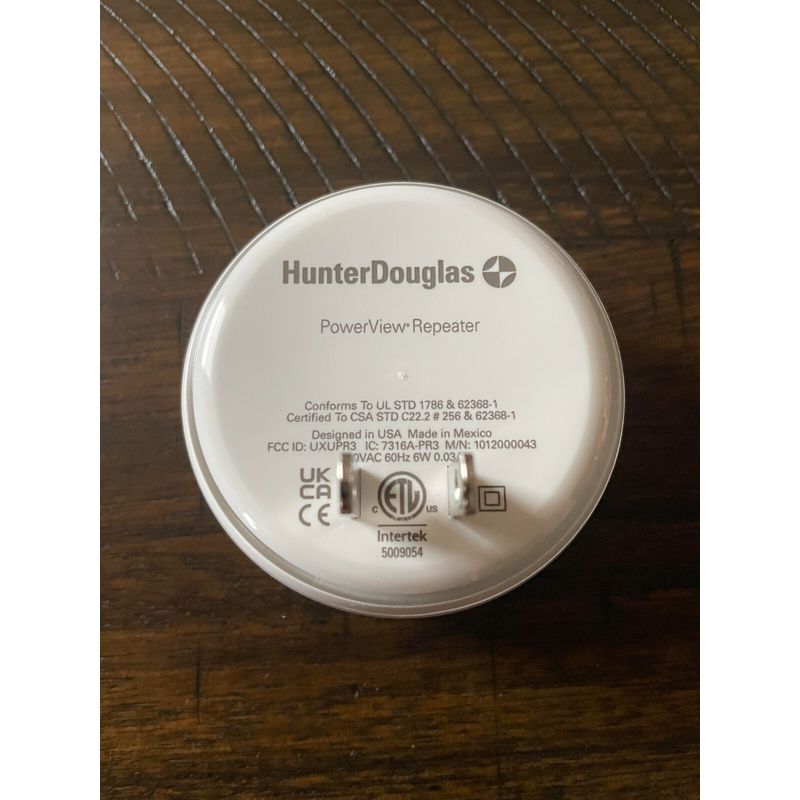 HunterDouglas
PowerView® Repeater
Conforms To UL STD 1786 & 62368-1
Certified To CSA STD C22.2 # 256 & 62368-1
Designed in USA Made in Mexico
FCC ID: UXUPR3 IC: 7316A-PR3 M/N: 1012000043
0VAC 60Hz 6W 0.03
UK
CA
CE
C ETL US
Intertek
5009054